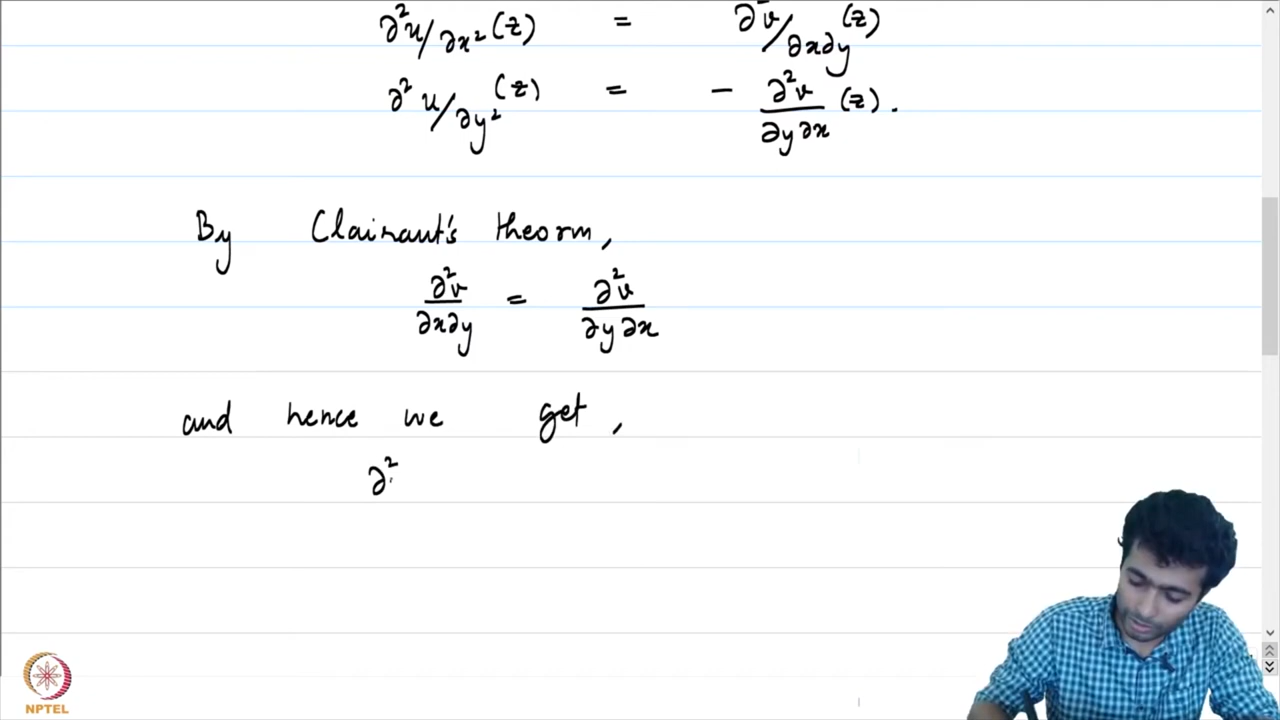 ∂²u/∂x² (z) = ∂²v/∂x∂y (z)
∂²u/∂y² (z) = - ∂²v/∂y∂x (z).
By Clairaut's theorm,
∂²v/∂x∂y = ∂²v/∂y∂x
and hence we get,
∂²
NPTEL